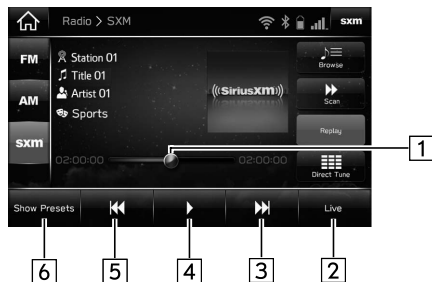 Radio > SXM
sxm
FM
AM
sxm
Station 01
Title 01
Artist 01
Sports
((SiriusXM))
Browse
Scan
Replay
Direct Tune
02:00:00
02:00:00
Show Presets
Live
1
6
5
4
3
2